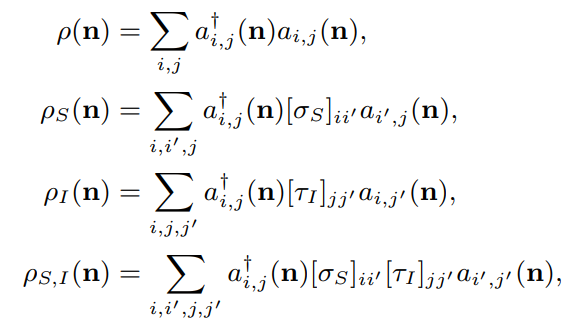 ρ(𝐧) = ∑_{i,j} a†_{i,j}(𝐧)a_{i,j}(𝐧),
ρ_S(𝐧) = ∑_{i,i′,j} a†_{i,j}(𝐧)[σ_S]_{ii′}a_{i′,j}(𝐧),
ρ_I(𝐧) = ∑_{i,j,j′} a†_{i,j}(𝐧)[τ_I]_{jj′}a_{i,j′}(𝐧),
ρ_{S,I}(𝐧) = ∑_{i,i′,j,j′} a†_{i,j}(𝐧)[σ_S]_{ii′}[τ_I]_{jj′}a_{i′,j′}(𝐧),